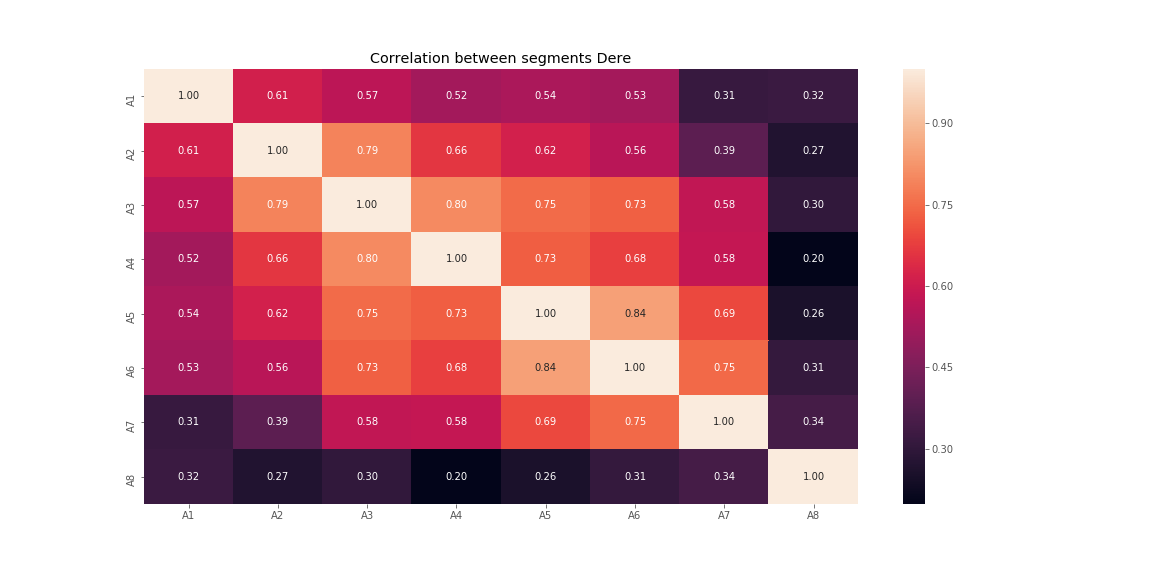 Correlation between segments Dere
A1 1.00 0.61 0.57 0.52 0.54 0.53 0.31 0.32
A2 0.61 1.00 0.79 0.66 0.62 0.56 0.39 0.27
A3 0.57 0.79 1.00 0.80 0.75 0.73 0.58 0.30
A4 0.52 0.66 0.80 1.00 0.73 0.68 0.58 0.20
A5 0.54 0.62 0.75 0.73 1.00 0.84 0.69 0.26
A6 0.53 0.56 0.73 0.68 0.84 1.00 0.75 0.31
A7 0.31 0.39 0.58 0.58 0.69 0.75 1.00 0.34
A8 0.32 0.27 0.30 0.20 0.26 0.31 0.34 1.00
A1 A2 A3 A4 A5 A6 A7 A8
0.90
0.75
0.60
0.45
0.30